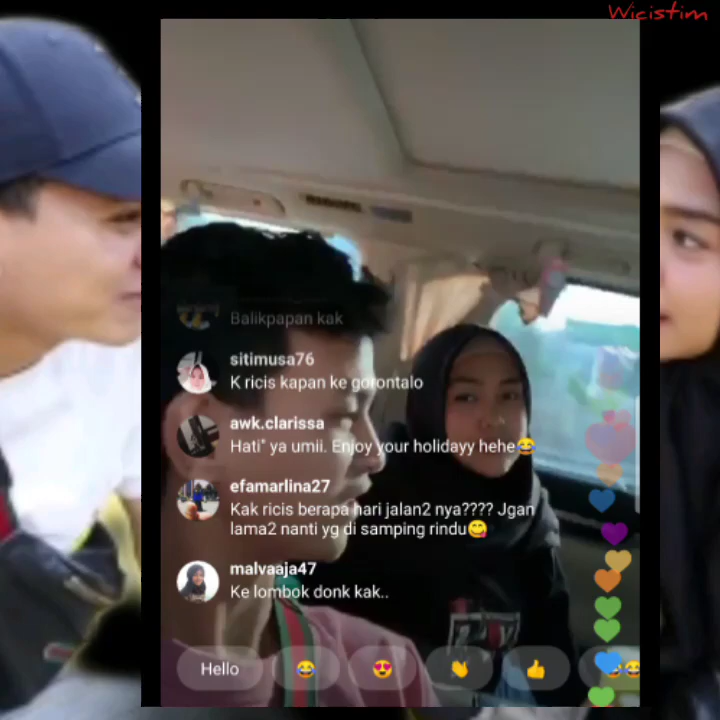 Wicistim
Balikpapan kak
sitimusa76
K ricis kapan ke gorontalo
awk.clarissa
Hati" ya umii. Enjoy your holidayy hehe😂
efamarlina27
Kak ricis berapa hari jalan2 nya???? Jgan
lama2 nanti yg di samping rindu😋
malvaaja47
Ke lombok donk kak..
Hello